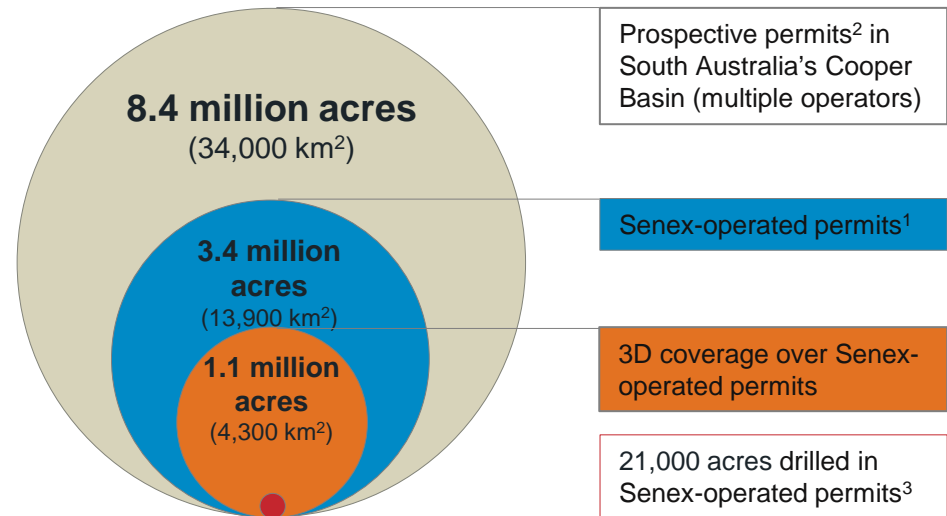 8.4 million acres
(34,000 km²)
3.4 million
acres
(13,900 km²)
1.1 million
acres
(4,300 km²)
Prospective permits² in
South Australia's Cooper
Basin (multiple operators)
Senex-operated permits¹
3D coverage over Senex-
operated permits
21,000 acres drilled in
Senex-operated permits³